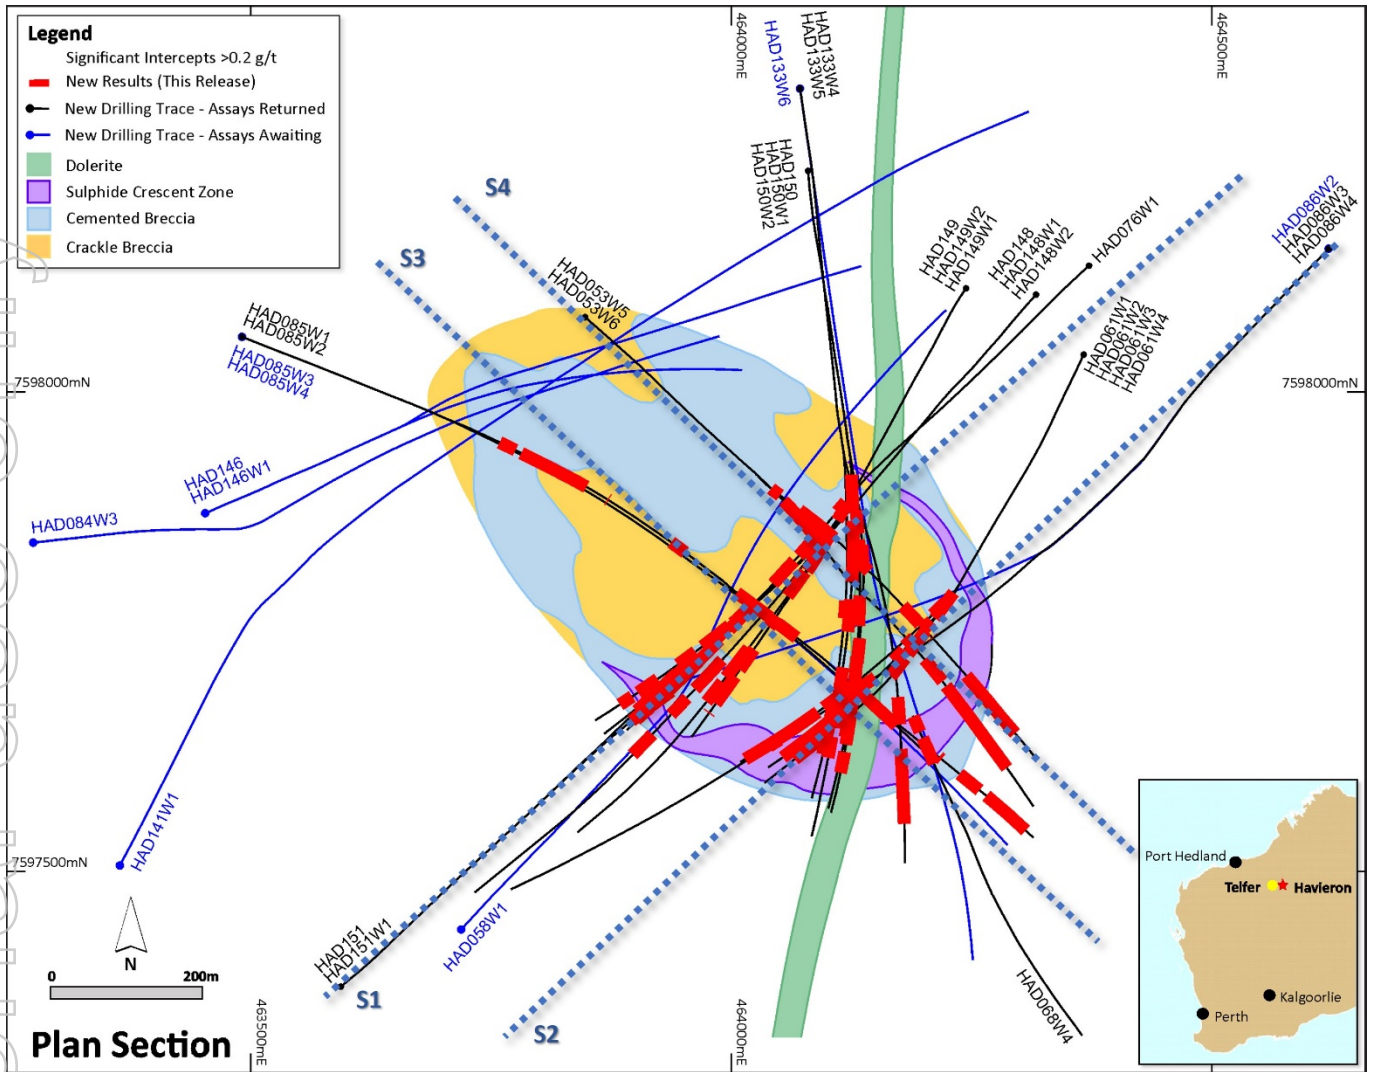 Legend
Significant Intercepts >0.2 g/t
New Results (This Release)
New Drilling Trace - Assays Returned
New Drilling Trace - Assays Awaiting
Dolerite
Sulphide Crescent Zone
Cemented Breccia
Crackle Breccia
464000mE
464500mE
HAD133W6
HAD133W4
HAD133W5
HAD150
HAD150W1
HAD150W2
S4
S3
HAD053W5
HAD053W6
HAD149
HAD149W2
HAD149W1
HAD148
HAD148W1
HAD148W2
HAD076W1
HAD086W2
HAD086W3
HAD086W4
HAD061W1
HAD061W2
HAD061W3
HAD061W4
HAD085W1
HAD085W2
HAD085W3
HAD085W4
7598000mN
7598000mN
HAD146
HAD146W1
HAD084W3
HAD141W1
7597500mN
HAD058W1
HAD151
HAD151W1
S1
S2
HAD068W4
N
0
200m
463500mE
464000mE
Plan Section
Port Hedland
Telfer
Havieron
Kalgoorlie
Perth